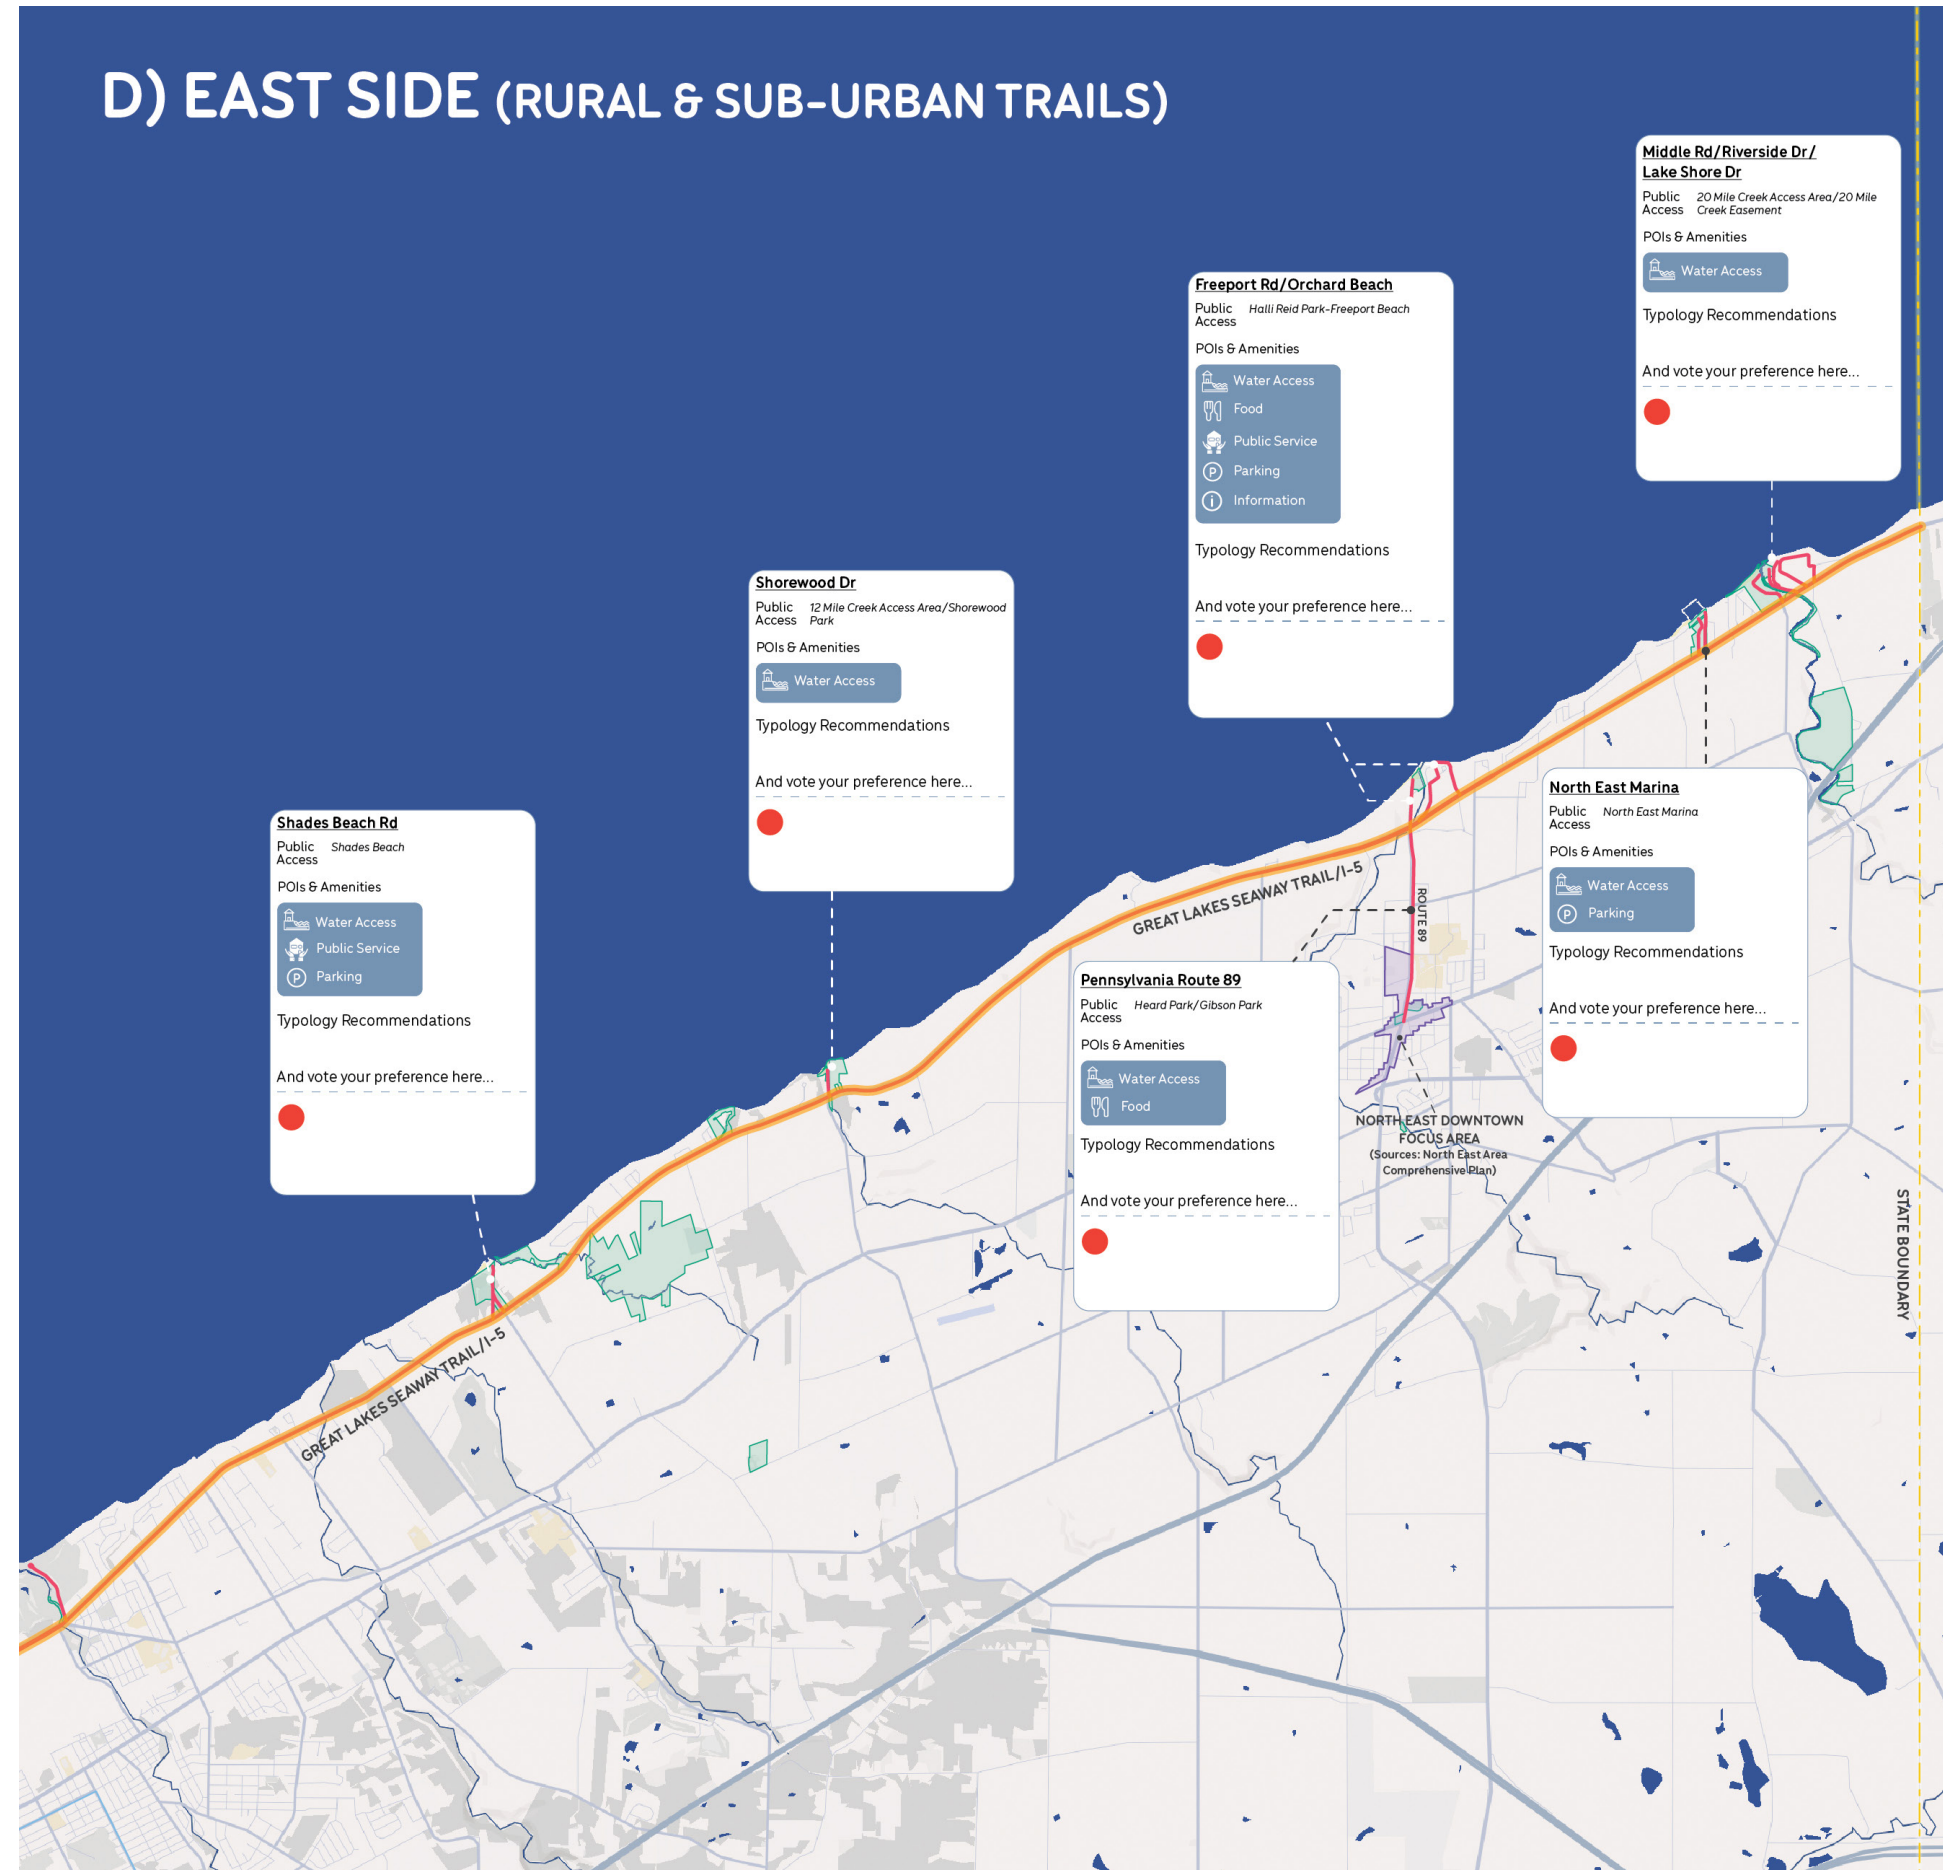 D) EAST SIDE (RURAL & SUB-URBAN TRAILS)
Middle Rd/Riverside Dr/
Lake Shore Dr
Public Access
20 Mile Creek Access Area/20 Mile
Creek Easement
POIs & Amenities
Water Access
Typology Recommendations
And vote your preference here...
Freeport Rd/Orchard Beach
Public Access
Halli Reid Park-Freeport Beach
POIs & Amenities
Water Access
Food
Public Service
P Parking
i Information
Typology Recommendations
And vote your preference here...
Shorewood Dr
Public Access
12 Mile Creek Access Area/Shorewood
Park
POIs & Amenities
Water Access
Typology Recommendations
And vote your preference here...
Shades Beach Rd
Public Access
Shades Beach
POIs & Amenities
Water Access
Public Service
P Parking
Typology Recommendations
And vote your preference here...
North East Marina
Public Access
North East Marina
POIs & Amenities
Water Access
P Parking
Typology Recommendations
And vote your preference here...
Pennsylvania Route 89
Public Access
Heard Park/Gibson Park
POIs & Amenities
Water Access
Food
Typology Recommendations
And vote your preference here...
GREAT LAKES SEAWAY TRAIL/I-5
ROUTE 89
NORTH EAST DOWNTOWN
FOCUS AREA
(Sources: North East Area
Comprehensive Plan)
STATE BOUNDARY
GREAT LAKES SEAWAY TRAIL/I-5